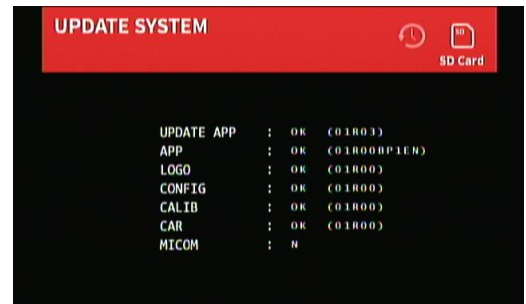 UPDATE SYSTEM
SD
SD Card
UPDATE APP : OK (01R03)
APP : OK (01R00BP1EN)
LOGO : OK (01R00)
CONFIG : OK (01R00)
CALIB : OK (01R00)
CAR : OK (01R00)
MICOM : N